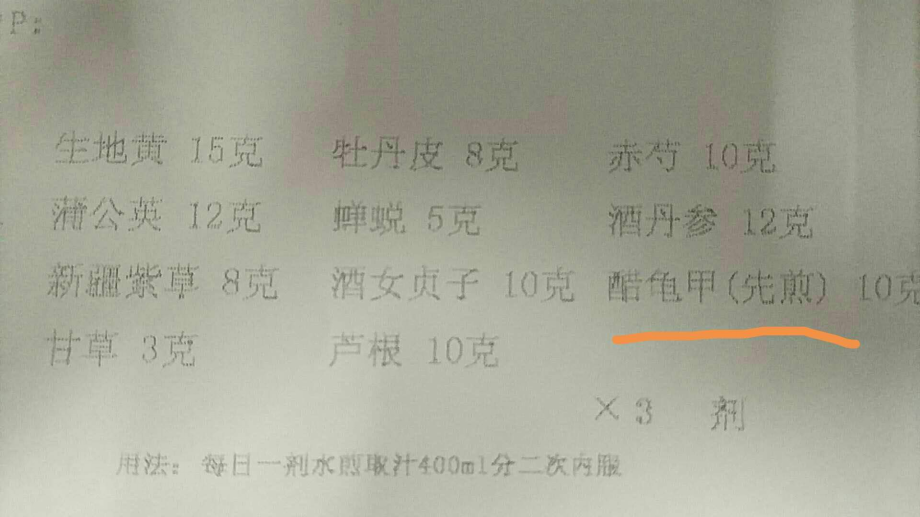 P:
生地黄 15克 牡丹皮 8克 赤芍 10克
蒲公英 12克 蝉蜕 5克 酒丹参 12克
新疆紫草 8克 酒女贞子 10克 醋龟甲(先煎) 10克
甘草 3克 芦根 10克
×3 剂
用法: 每日一剂水煎取汁400ml分二次内服